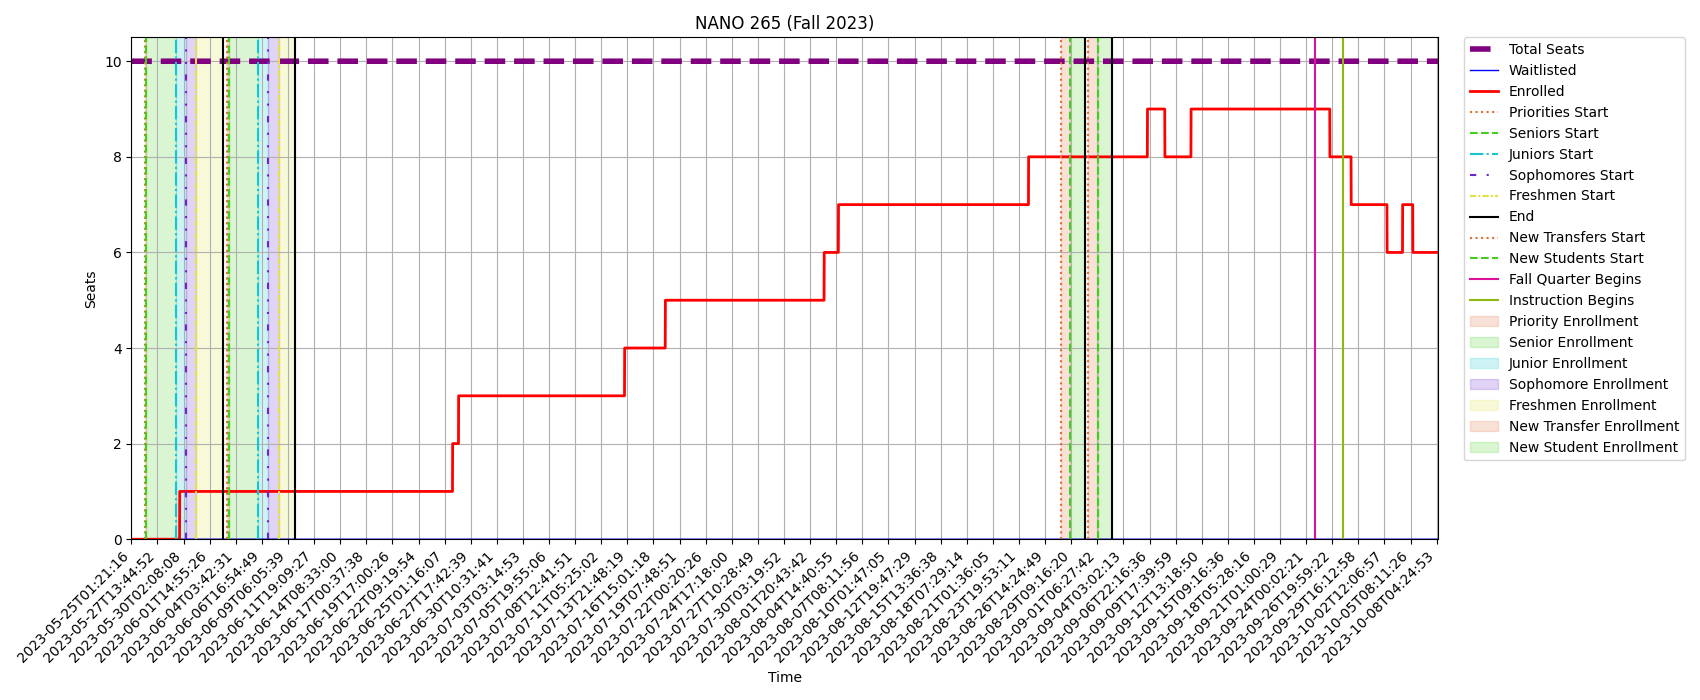 NANO 265 (Fall 2023)
Seats
10
8
6
4
2
0
2023-05-25T01:21:16
2023-05-27T13:44:52
2023-05-30T02:08:08
2023-06-01T14:55:26
2023-06-04T03:42:31
2023-06-06T16:54:49
2023-06-09T06:05:39
2023-06-11T19:09:27
2023-06-14T08:33:00
2023-06-17T00:37:38
2023-06-19T17:00:26
2023-06-22T09:19:54
2023-06-25T01:16:07
2023-06-27T17:42:39
2023-06-30T10:31:41
2023-07-03T03:14:53
2023-07-05T19:55:06
2023-07-08T12:41:51
2023-07-11T05:25:02
2023-07-13T21:48:19
2023-07-16T15:01:18
2023-07-19T07:48:51
2023-07-22T00:20:26
2023-07-24T17:18:00
2023-07-27T10:28:49
2023-07-30T03:19:52
2023-08-01T20:43:42
2023-08-04T14:40:55
2023-08-07T08:11:56
2023-08-10T01:47:05
2023-08-12T19:47:29
2023-08-15T13:36:38
2023-08-18T07:29:14
2023-08-21T01:36:05
2023-08-23T19:53:11
2023-08-26T14:24:49
2023-08-29T09:16:20
2023-09-01T06:27:42
2023-09-04T03:02:13
2023-09-06T22:16:36
2023-09-09T17:39:59
2023-09-12T13:18:50
2023-09-15T09:16:36
2023-09-18T05:28:16
2023-09-21T01:00:29
2023-09-24T00:02:21
2023-09-26T19:59:22
2023-09-29T16:12:58
2023-10-02T12:06:57
2023-10-05T08:11:26
2023-10-08T04:24:53
Time
Total Seats
Waitlisted
Enrolled
Priorities Start
Seniors Start
Juniors Start
Sophomores Start
Freshmen Start
End
New Transfers Start
New Students Start
Fall Quarter Begins
Instruction Begins
Priority Enrollment
Senior Enrollment
Junior Enrollment
Sophomore Enrollment
Freshmen Enrollment
New Transfer Enrollment
New Student Enrollment